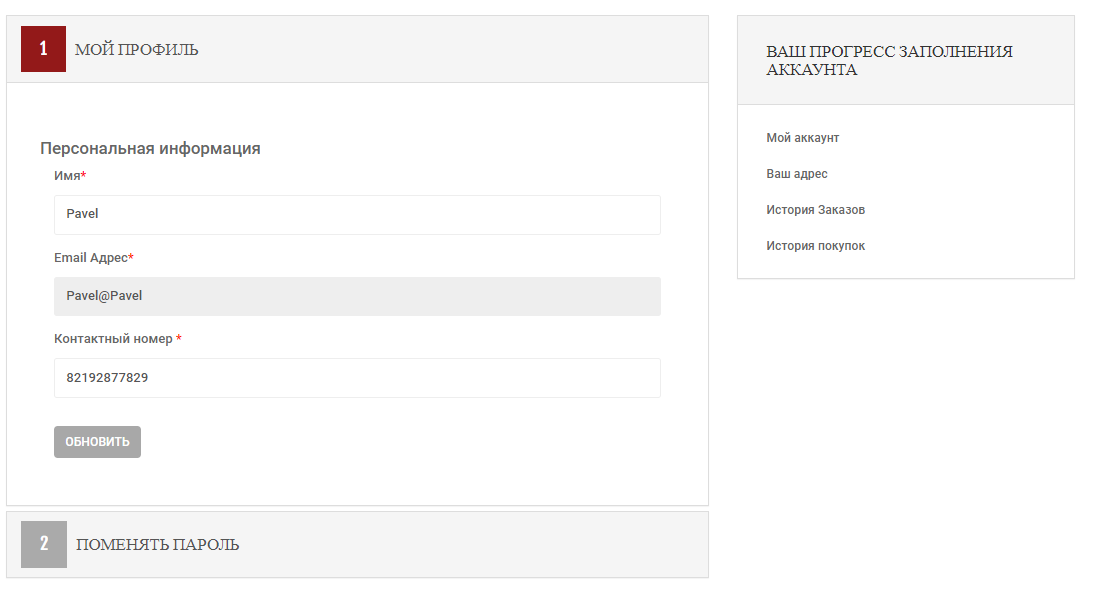 1 МОЙ ПРОФИЛЬ
Персональная информация
Имя*
Pavel
Email Адрес*
Pavel@Pavel
Контактный номер *
82192877829
ОБНОВИТЬ
2 ПОМЕНЯТЬ ПАРОЛЬ
ВАШ ПРОГРЕСС ЗАПОЛНЕНИЯ
АККАУНТА
Мой аккаунт
Ваш адрес
История Заказов
История покупок